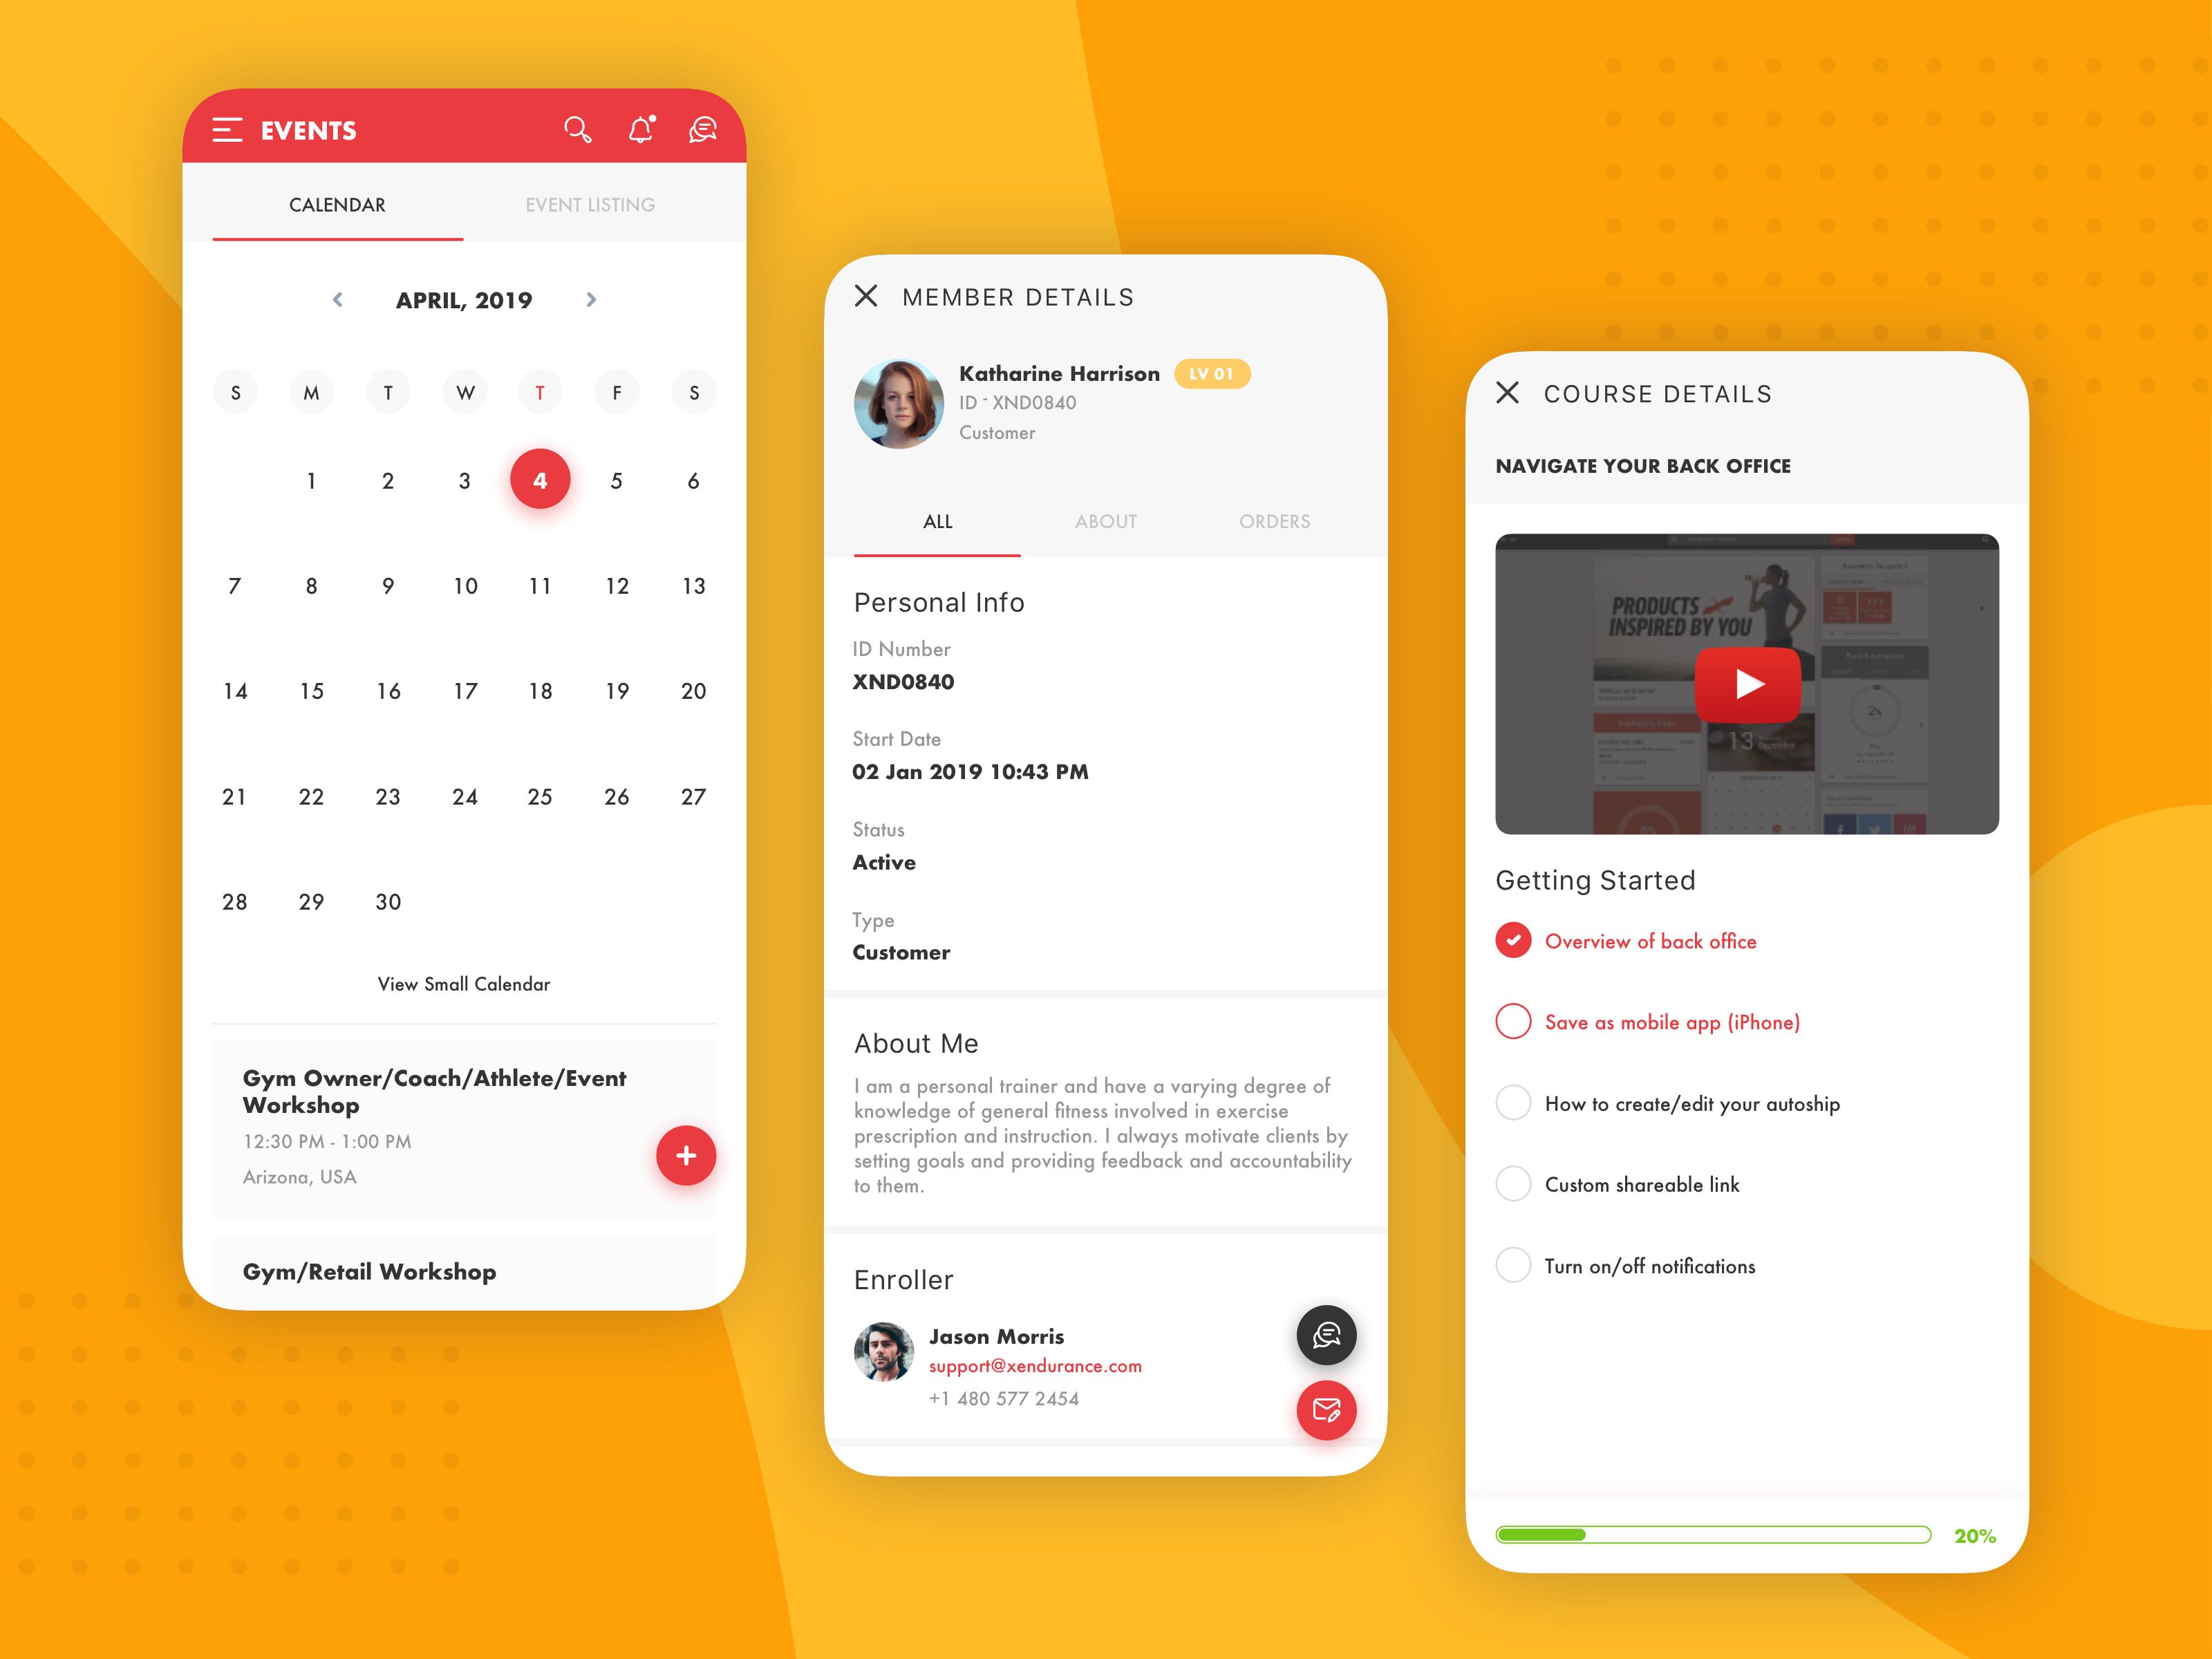 EVENTS
CALENDAR
EVENT LISTING
APRIL, 2019
S M T W T F S
1 2 3 4 5 6
7 8 9 10 11 12 13
14 15 16 17 18 19 20
21 22 23 24 25 26 27
28 29 30
View Small Calendar
Gym Owner/Coach/Athlete/Event
Workshop
12:30 PM - 1:00 PM
Arizona, USA
Gym/Retail Workshop
MEMBER DETAILS
Katharine Harrison LV 01
ID - XND0840
Customer
ALL ABOUT ORDERS
Personal Info
ID Number
XND0840
Start Date
02 Jan 2019 10:43 PM
Status
Active
Type
Customer
About Me
I am a personal trainer and have a varying degree of
knowledge of general fitness involved in exercise
prescription and instruction. I always motivate clients by
setting goals and providing feedback and accountability
to them.
Enroller
Jason Morris
support@xendurance.com
+1 480 577 2454
COURSE DETAILS
NAVIGATE YOUR BACK OFFICE
PRODUCTS
INSPIRED BY YOU
13
Getting Started
Overview of back office
Save as mobile app (iPhone)
How to create/edit your autoship
Custom shareable link
Turn on/off notifications
20%